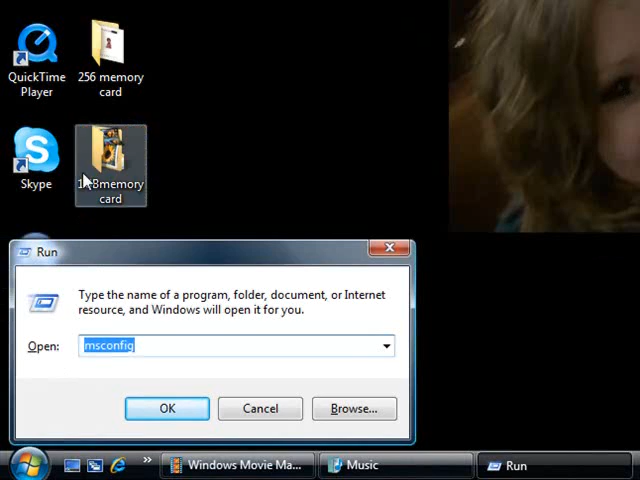 QuickTime
Player
256 memory
card
Skype
memory
card
Run
Type the name of a program, folder, document, or Internet
resource, and Windows will open it for you.
Open:
msconfig
OK
Cancel
Browse...
»
Windows Movie Ma...
Music
Run